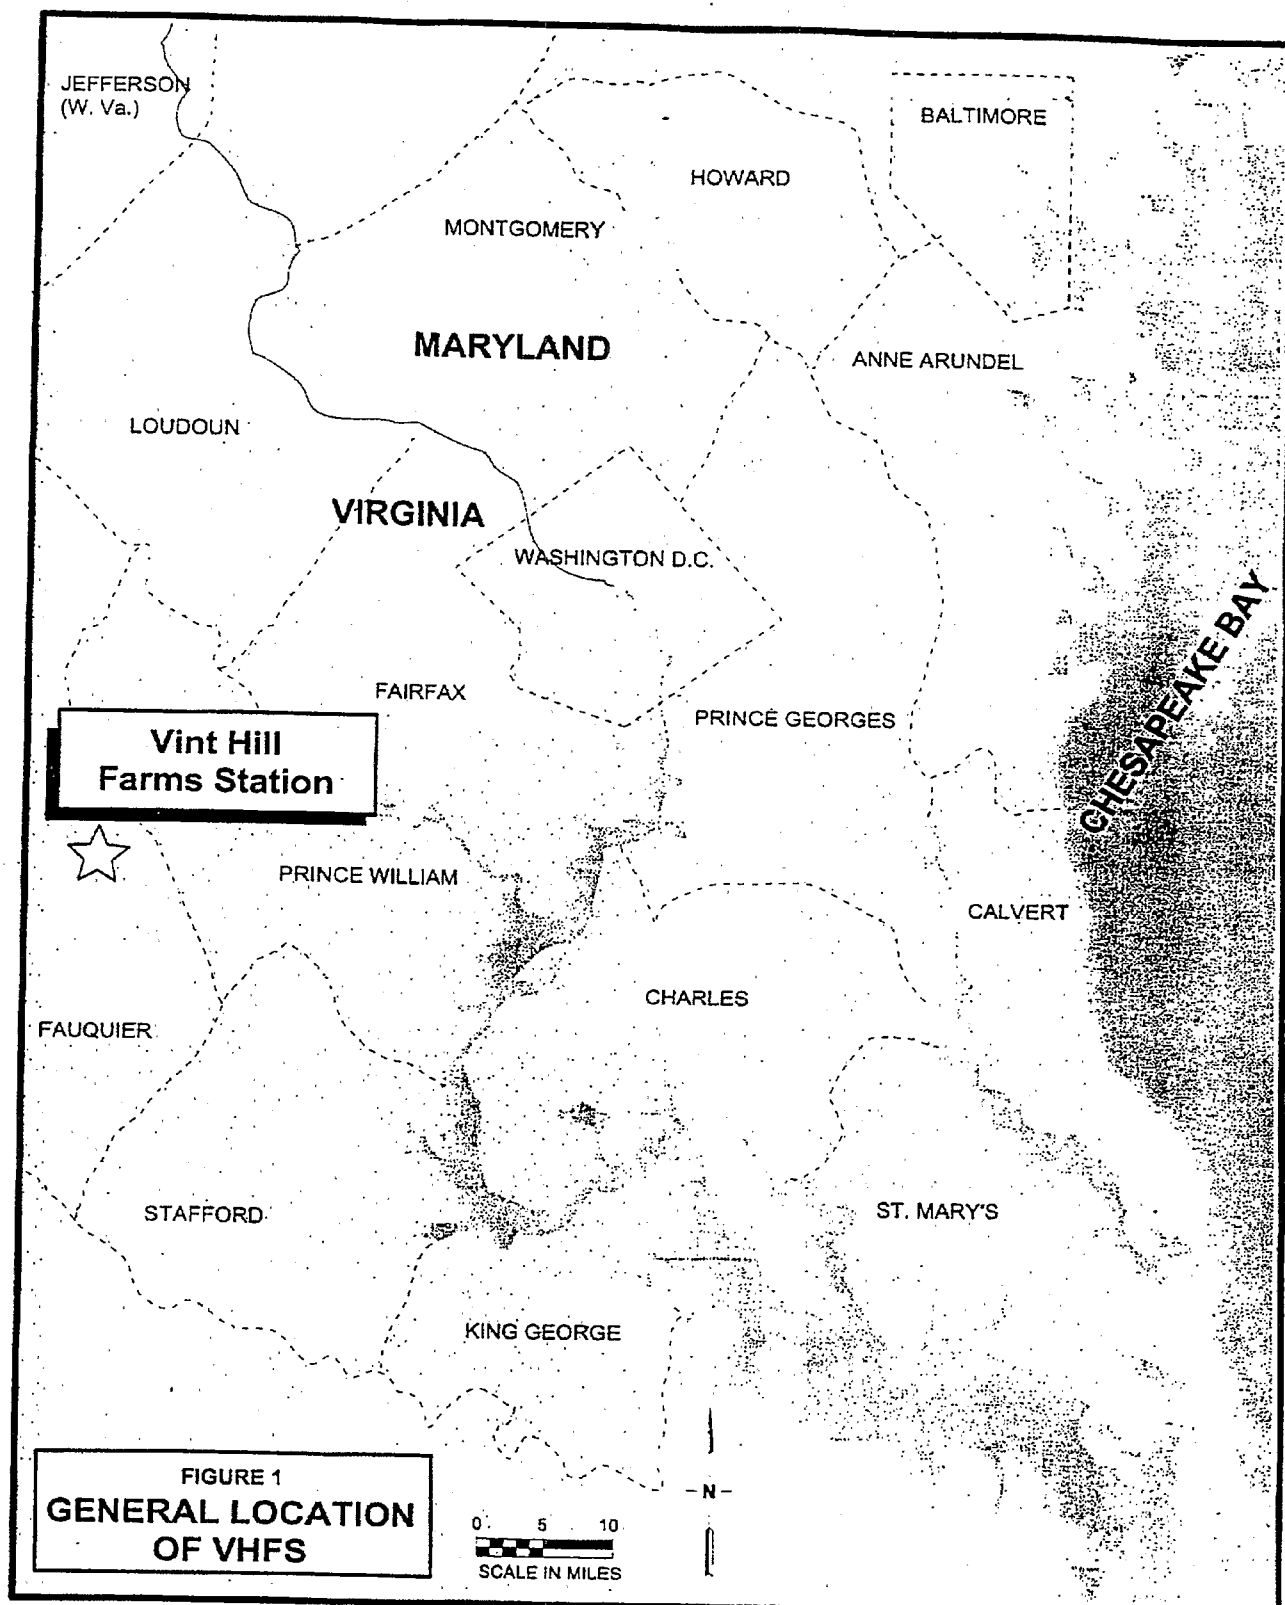 JEFFERSON
(W. Va.)
BALTIMORE
HOWARD
MONTGOMERY
MARYLAND
ANNE ARUNDEL
LOUDOUN
VIRGINIA
WASHINGTON D.C.
CHESAPEAKE BAY
FAIRFAX
PRINCE GEORGES
Vint Hill
Farms Station
PRINCE WILLIAM
CALVERT
CHARLES
FAUQUIER
STAFFORD
ST. MARY'S
KING GEORGE
FIGURE 1
GENERAL LOCATION
OF VHFS
0 5 10
SCALE IN MILES
N